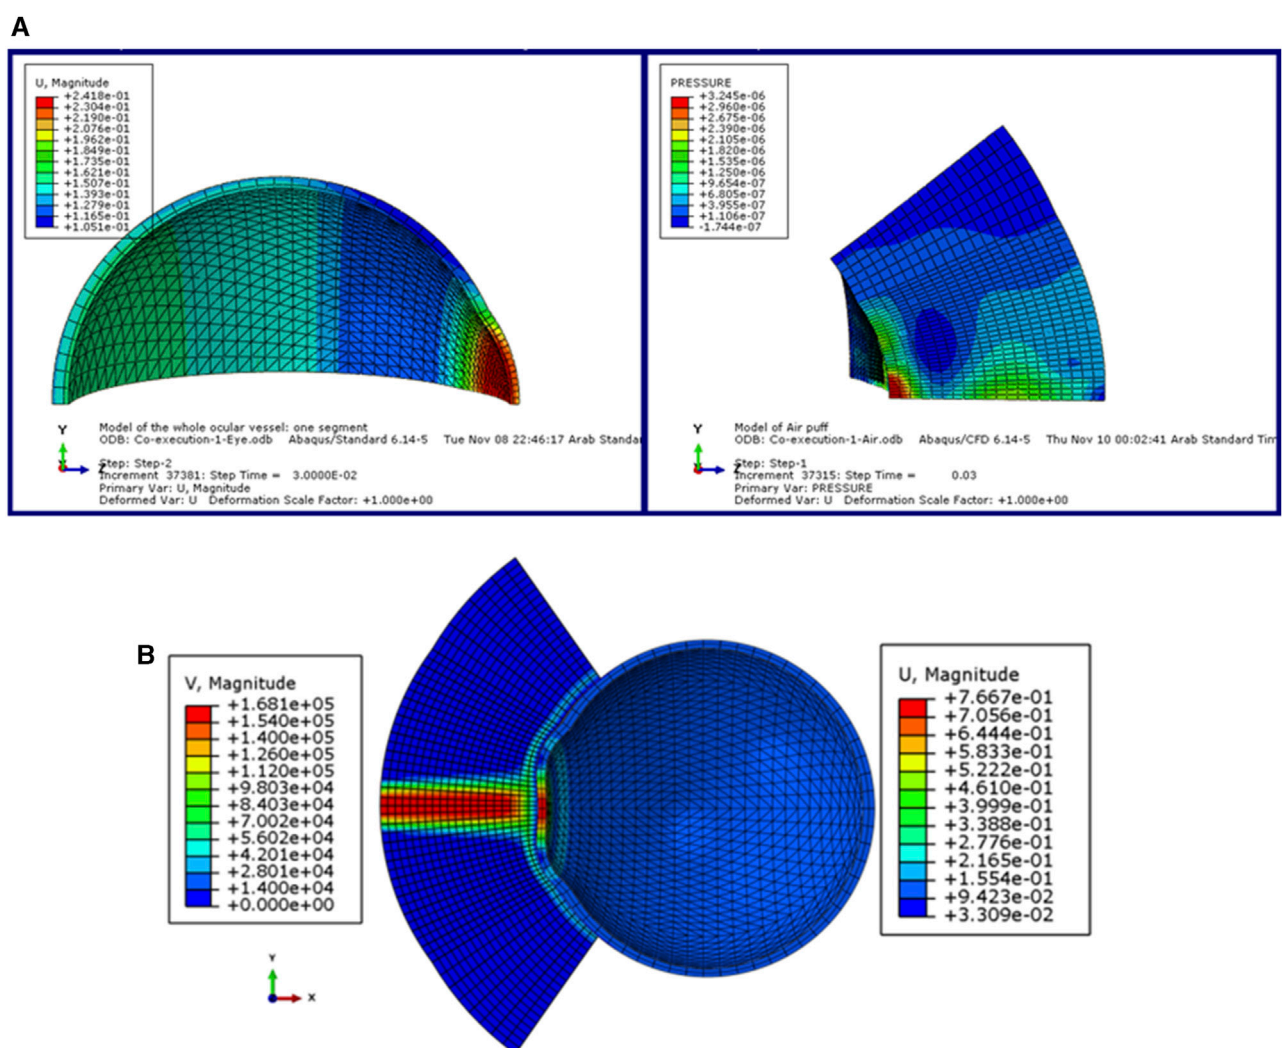 A
U, Magnitude
+2.418e-01
+2.304e-01
+2.190e-01
+2.076e-01
+1.962e-01
+1.849e-01
+1.735e-01
+1.621e-01
+1.507e-01
+1.393e-01
+1.279e-01
+1.165e-01
+1.051e-01
Y
Z
Model of the whole ocular vessel: one segment
ODB: Co-execution-1-Eye.odb Abaqus/Standard 6.14-5 Tue Nov 08 22:46:17 Arab Standar
Step: Step-2
Increment 37381: Step Time = 3.0000E-02
Primary Var: U, Magnitude
Deformed Var: U Deformation Scale Factor: +1.000e+00
PRESSURE
+3.245e-06
+2.960e-06
+2.675e-06
+2.390e-06
+2.105e-06
+1.820e-06
+1.535e-06
+1.250e-06
+9.654e-07
+6.805e-07
+3.955e-07
+1.106e-07
-1.744e-07
Y
Z
Model of Air puff
ODB: Co-execution-1-Air.odb Abaqus/CFD 6.14-5 Thu Nov 10 00:02:41 Arab Standard Tim
Step: Step-1
Increment 37315: Step Time = 0.03
Primary Var: PRESSURE
Deformed Var: U Deformation Scale Factor: +1.000e+00
B
V, Magnitude
+1.681e+05
+1.540e+05
+1.400e+05
+1.260e+05
+1.120e+05
+9.803e+04
+8.403e+04
+7.002e+04
+5.602e+04
+4.201e+04
+2.801e+04
+1.400e+04
+0.000e+00
Y
X
U, Magnitude
+7.667e-01
+7.056e-01
+6.444e-01
+5.833e-01
+5.222e-01
+4.610e-01
+3.999e-01
+3.388e-01
+2.776e-01
+2.165e-01
+1.554e-01
+9.423e-02
+3.309e-02